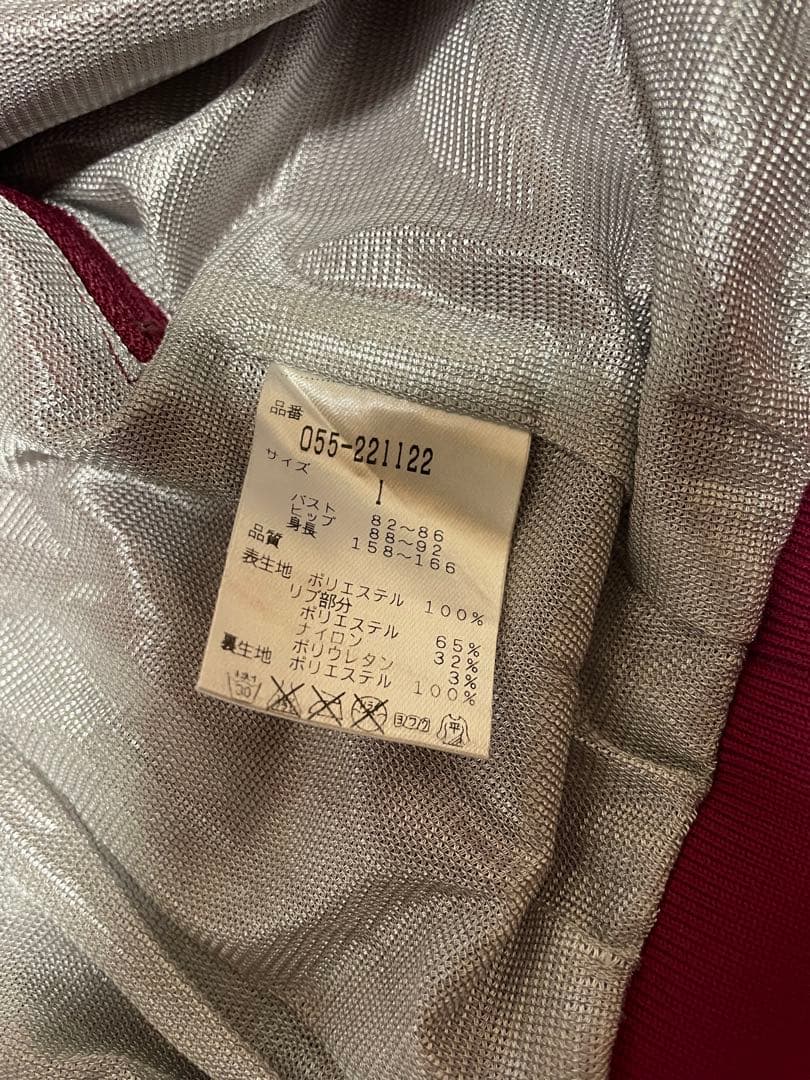 品番
055-221122
サイズ
1
バスト 82~86
ヒップ 88~92
身長 158~166
品質
表生地 ポリエステル 100%
リブ部分
ポリエステル 65%
ナイロン 32%
ポリウレタン 3%
裏生地 ポリエステル 100%
ヨワク 平